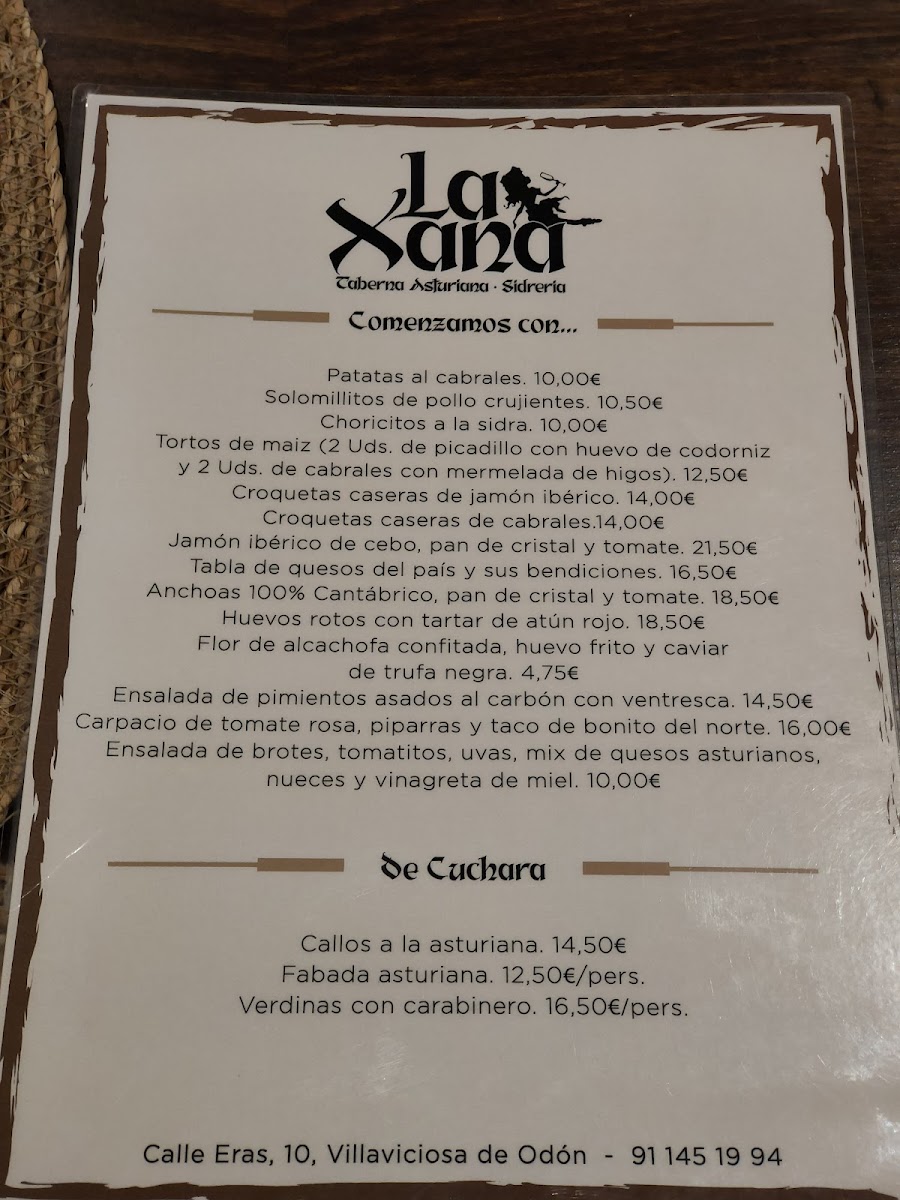 La
Xana
Taberna Asturiana · Sidrería
Comenzamos con...
Patatas al cabrales. 10,00€
Solomillitos de pollo crujientes. 10,50€
Choricitos a la sidra. 10,00€
Tortos de maiz (2 Uds. de picadillo con huevo de codorniz
y 2 Uds. de cabrales con mermelada de higos). 12,50€
Croquetas caseras de jamón ibérico. 14,00€
Croquetas caseras de cabrales.14,00€
Jamón ibérico de cebo, pan de cristal y tomate. 21,50€
Tabla de quesos del país y sus bendiciones. 16,50€
Anchoas 100% Cantábrico, pan de cristal y tomate. 18,50€
Huevos rotos con tartar de atún rojo. 18,50€
Flor de alcachofa confitada, huevo frito y caviar
de trufa negra. 4,75€
Ensalada de pimientos asados al carbón con ventresca. 14,50€
Carpacio de tomate rosa, piparras y taco de bonito del norte. 16,00€
Ensalada de brotes, tomatitos, uvas, mix de quesos asturianos,
nueces y vinagreta de miel. 10,00€
de Cuchara
Callos a la asturiana. 14,50€
Fabada asturiana. 12,50€/pers.
Verdinas con carabinero. 16,50€/pers.
Calle Eras, 10, Villaviciosa de Odón - 91 145 19 94